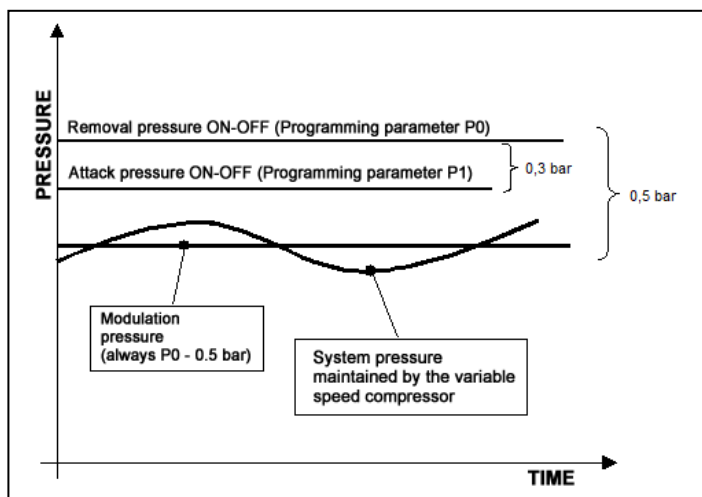 PRESSURE
Removal pressure ON-OFF (Programming parameter P0)
0,3 bar
Attack pressure ON-OFF (Programming parameter P1)
0,5 bar
Modulation
pressure
(always P0 - 0.5 bar)
System pressure
maintained by the variable
speed compressor
TIME